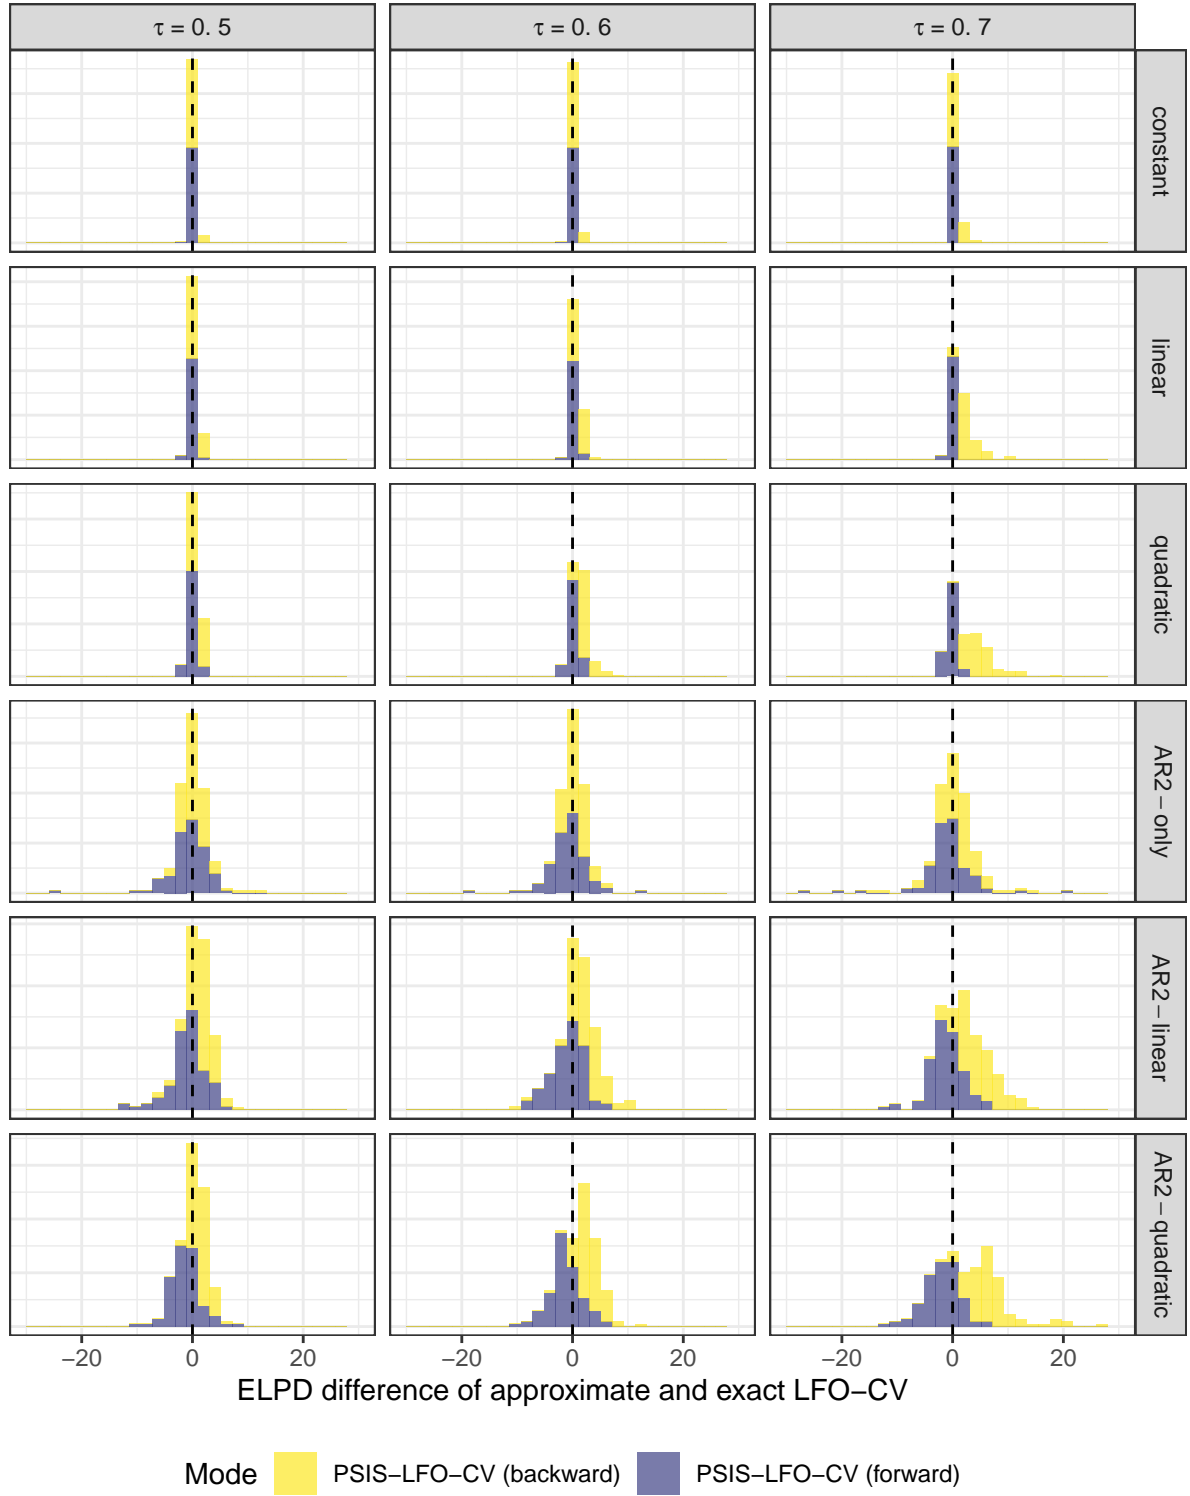 τ = 0. 5
τ = 0. 6
τ = 0. 7
constant
linear
quadratic
AR2−only
AR2−linear
AR2−quadratic
−20 0 20 −20 0 20 −20 0 20
ELPD difference of approximate and exact LFO−CV
Mode PSIS−LFO−CV (backward) PSIS−LFO−CV (forward)